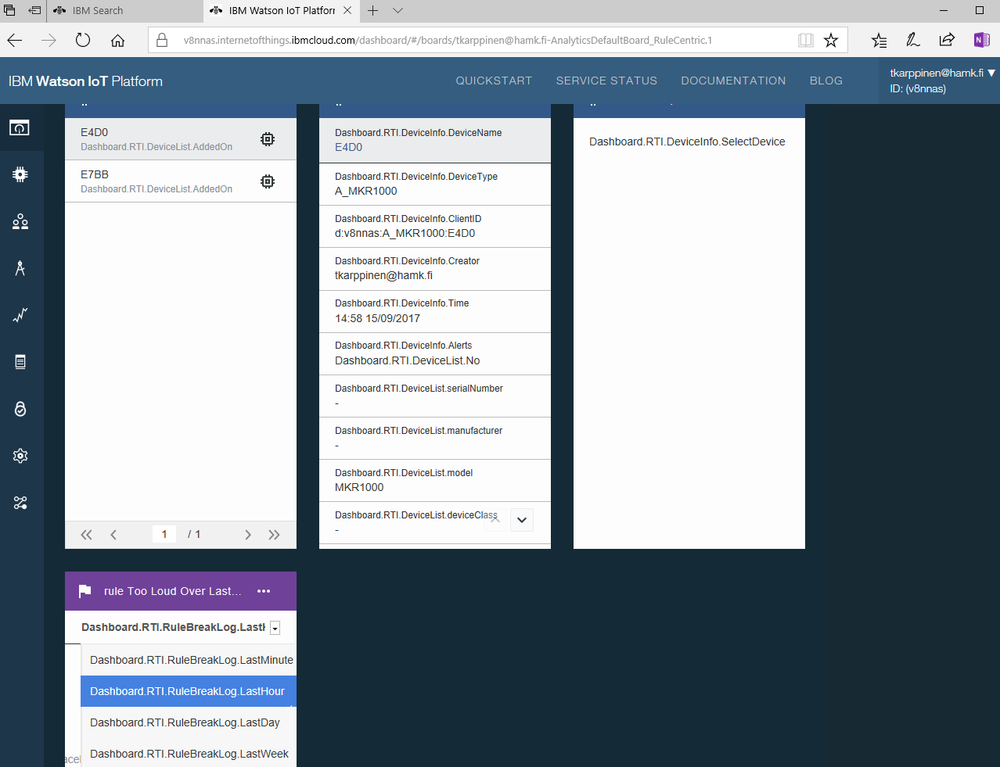 IBM Search
IBM Watson IoT Platform
v8nnas.internetofthings.ibmcloud.com/dashboard/#/boards/tkarppinen@hamk.fi-AnalyticsDefaultBoard_RuleCentric.1
IBM Watson IoT Platform
QUICKSTART
SERVICE STATUS
DOCUMENTATION
BLOG
tkarppinen@hamk.fi
ID: (v8nnas)
E4D0
Dashboard.RTI.DeviceList.AddedOn
E7BB
Dashboard.RTI.DeviceList.AddedOn
1 / 1
Dashboard.RTI.DeviceInfo.DeviceName
E4D0
Dashboard.RTI.DeviceInfo.DeviceType
A_MKR1000
Dashboard.RTI.DeviceInfo.ClientID
d:v8nnas:A_MKR1000:E4D0
Dashboard.RTI.DeviceInfo.Creator
tkarppinen@hamk.fi
Dashboard.RTI.DeviceInfo.Time
14:58 15/09/2017
Dashboard.RTI.DeviceInfo.Alerts
Dashboard.RTI.DeviceList.No
Dashboard.RTI.DeviceList.serialNumber
-
Dashboard.RTI.DeviceList.manufacturer
-
Dashboard.RTI.DeviceList.model
MKR1000
Dashboard.RTI.DeviceList.deviceClass
-
Dashboard.RTI.DeviceInfo.SelectDevice
rule Too Loud Over Last...
Dashboard.RTI.RuleBreakLog.Last
Dashboard.RTI.RuleBreakLog.LastMinute
Dashboard.RTI.RuleBreakLog.LastHour
Dashboard.RTI.RuleBreakLog.LastDay
Dashboard.RTI.RuleBreakLog.LastWeek